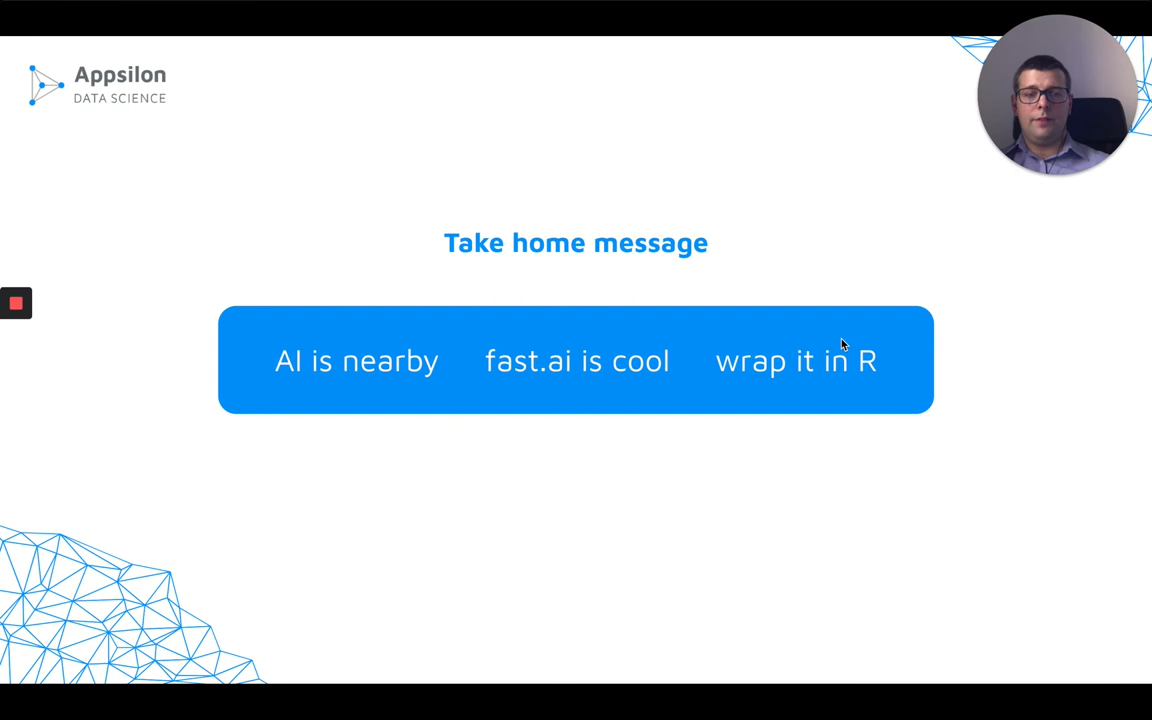 Appsilon
DATA SCIENCE
Take home message
AI is nearby fast.ai is cool wrap it in R